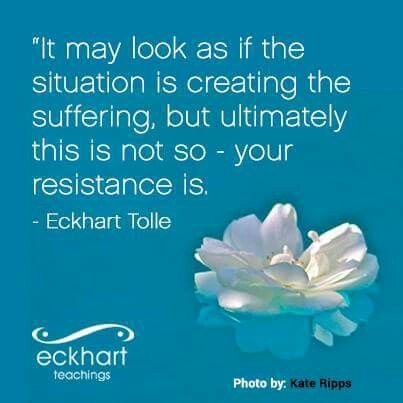 "It may look as if the
situation is creating the
suffering, but ultimately
this is not so - your
resistance is.
- Eckhart Tolle
eckhart
teachings
Photo by: Kate Ripps